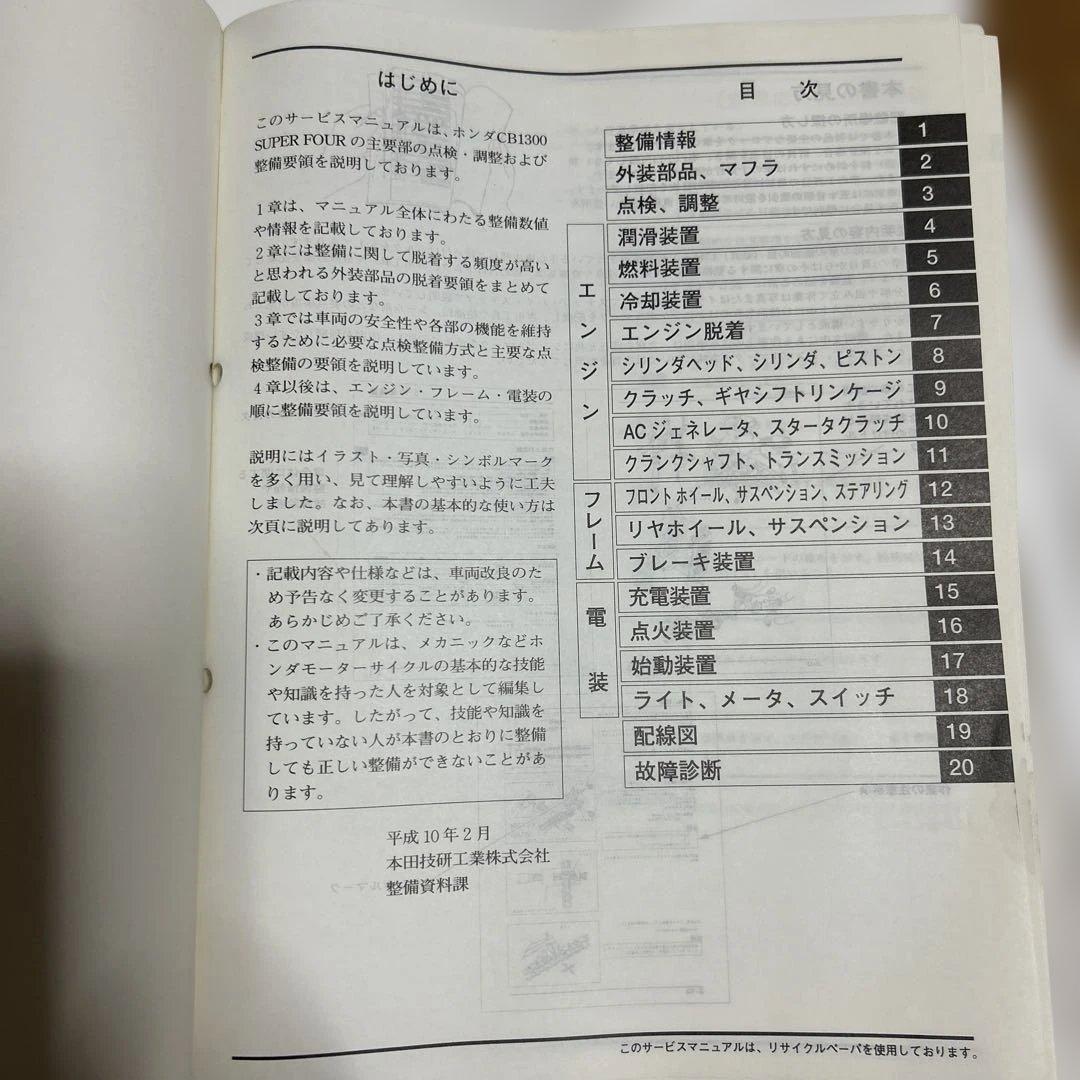 はじめに
このサービスマニュアルは、ホンダCB1300
SUPER FOUR の主要部の点検・調整および
整備要領を説明しております。
1章は、マニュアル全体にわたる整備数値
や情報を記載しております。
2章には整備に関して脱着する頻度が高い
と思われる外装部品の脱着要領をまとめて
記載しております。
3章では車両の安全性や各部の機能を維持
するために必要な点検整備方式と主要な点
検整備の要領を説明しています。
4章以後は、エンジン・フレーム・電装の
順に整備要領を説明しています。
説明にはイラスト・写真・シンボルマーク
を多く用い、見て理解しやすいように工夫
しました。なお、本書の基本的な使い方は
次頁に説明してあります。
・記載内容や仕様などは、車両改良のた
め予告なく変更することがあります。
あらかじめご了承ください。
・このマニュアルは、メカニックなどホ
ンダモーターサイクルの基本的な技能
や知識を持った人を対象として編集し
ています。したがって、技能や知識を
持っていない人が本書のとおりに整備
しても正しい整備ができないことがあ
ります。
平成10年2月
本田技研工業株式会社
整備資料課
目 次
整備情報 1
外装部品、マフラ 2
点検、調整 3
エンジン
潤滑装置 4
燃料装置 5
冷却装置 6
エンジン脱着 7
シリンダヘッド、シリンダ、ピストン 8
クラッチ、ギヤシフトリンケージ 9
ACジェネレータ、スタータクラッチ 10
クランクシャフト、トランスミッション 11
フレーム
フロントホイール、サスペンション、ステアリング 12
リヤホイール、サスペンション 13
ブレーキ装置 14
電装
充電装置 15
点火装置 16
始動装置 17
ライト、メータ、スイッチ 18
配線図 19
故障診断 20
このサービスマニュアルは、リサイクルペーパを使用しております。